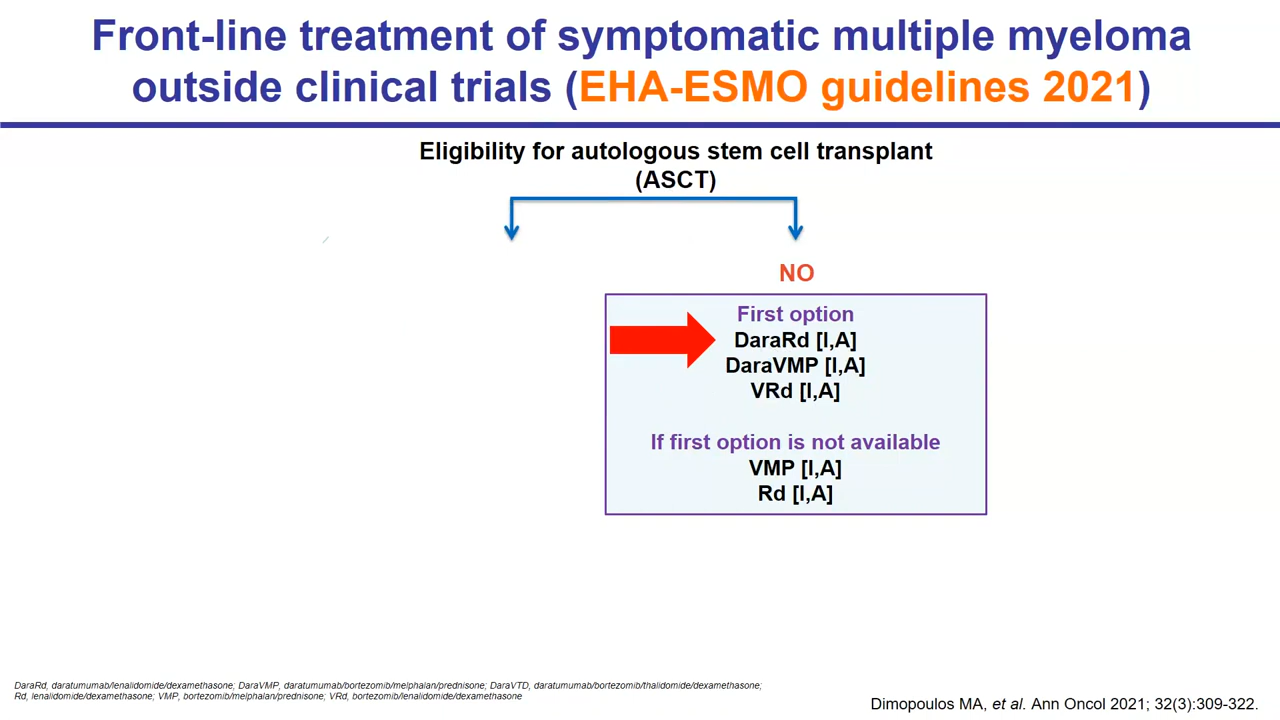 Front-line treatment of symptomatic multiple myeloma
outside clinical trials (EHA-ESMO guidelines 2021)
Eligibility for autologous stem cell transplant
(ASCT)
NO
First option
DaraRd [I,A]
DaraVMP [I,A]
VRd [I,A]
If first option is not available
VMP [I,A]
Rd [I,A]
DaraRd, daratumumab/lenalidomide/dexamethasone; DaraVMP, daratumumab/bortezomib/melphalan/prednisone; DaraVTD, daratumumab/bortezomib/thalidomide/dexamethasone;
Rd, lenalidomide/dexamethasone; VMP, bortezomib/melphalan/prednisone; VRd, bortezomib/lenalidomide/dexamethasone
Dimopoulos MA, et al. Ann Oncol 2021; 32(3):309-322.